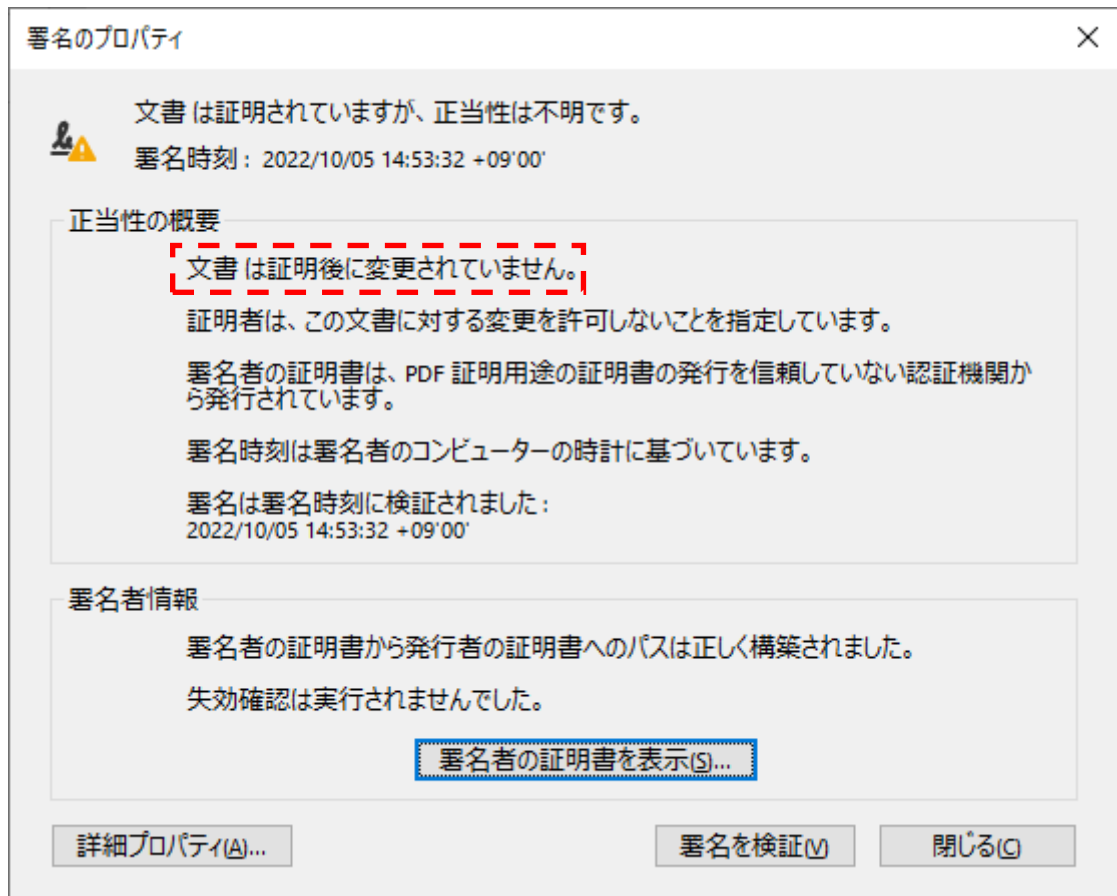 署名のプロパティ
文書 は証明されていますが、正当性は不明です。
署名時刻 : 2022/10/05 14:53:32 +09'00'
正当性の概要
文書 は証明後に変更されていません。
証明者は、この文書に対する変更を許可しないことを指定しています。
署名者の証明書は、PDF 証明用途の証明書の発行を信頼していない認証機関か
ら発行されています。
署名時刻は署名者のコンピューターの時計に基づいています。
署名は署名時刻に検証されました :
2022/10/05 14:53:32 +09'00'
署名者情報
署名者の証明書から発行者の証明書へのパスは正しく構築されました。
失効確認は実行されませんでした。
署名者の証明書を表示(S)...
詳細プロパティ(A)...
署名を検証(V)
閉じる(C)